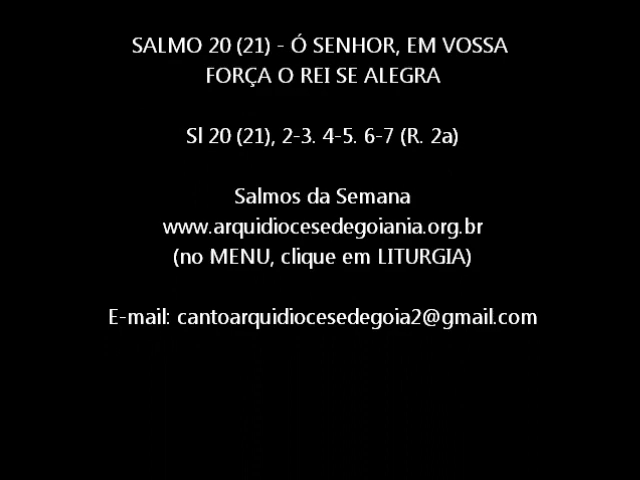 SALMO 20 (21) - Ó SENHOR, EM VOSSA
FORÇA O REI SE ALEGRA
Sl 20 (21), 2-3. 4-5. 6-7 (R. 2a)
Salmos da Semana
www.arquidiocesedegoiania.org.br
(no MENU, clique em LITURGIA)
E-mail: cantoarquidiocesedegoia2@gmail.com